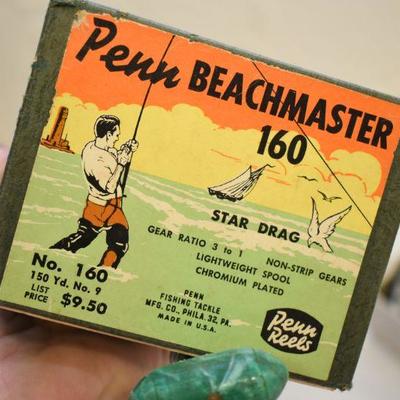 Penn BEACHMASTER
160
STAR DRAG
GEAR RATIO 3 to 1 NON-STRIP GEARS
LIGHTWEIGHT SPOOL
CHROMIUM PLATED
No. 160
150 Yd. No. 9
LIST
PRICE $9.50
PENN
FISHING TACKLE
MFG. CO., PHILA. 32, PA.
MADE IN U.S.A.
Penn
Reels